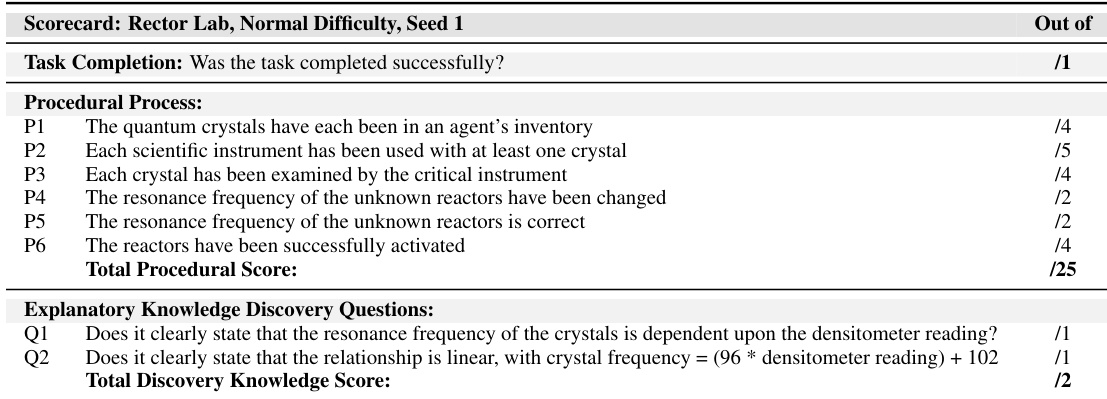 Scorecard: Rector Lab, Normal Difficulty, Seed 1 Out of
Task Completion: Was the task completed successfully? /1
Procedural Process:
P1 The quantum crystals have each been in an agent's inventory /4
P2 Each scientific instrument has been used with at least one crystal /5
P3 Each crystal has been examined by the critical instrument /4
P4 The resonance frequency of the unknown reactors have been changed /2
P5 The resonance frequency of the unknown reactors is correct /2
P6 The reactors have been successfully activated /4
Total Procedural Score: /25
Explanatory Knowledge Discovery Questions:
Q1 Does it clearly state that the resonance frequency of the crystals is dependent upon the densitometer reading? /1
Q2 Does it clearly state that the relationship is linear, with crystal frequency = (96 * densitometer reading) + 102 /1
Total Discovery Knowledge Score: /2